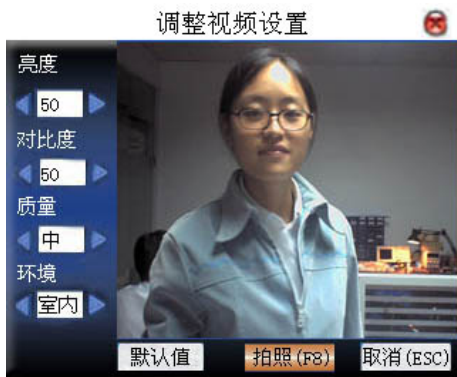 调整视频设置
亮度
50
对比度
50
质量
中
环境
室内
默认值
拍照(F8)
取消(ESC)